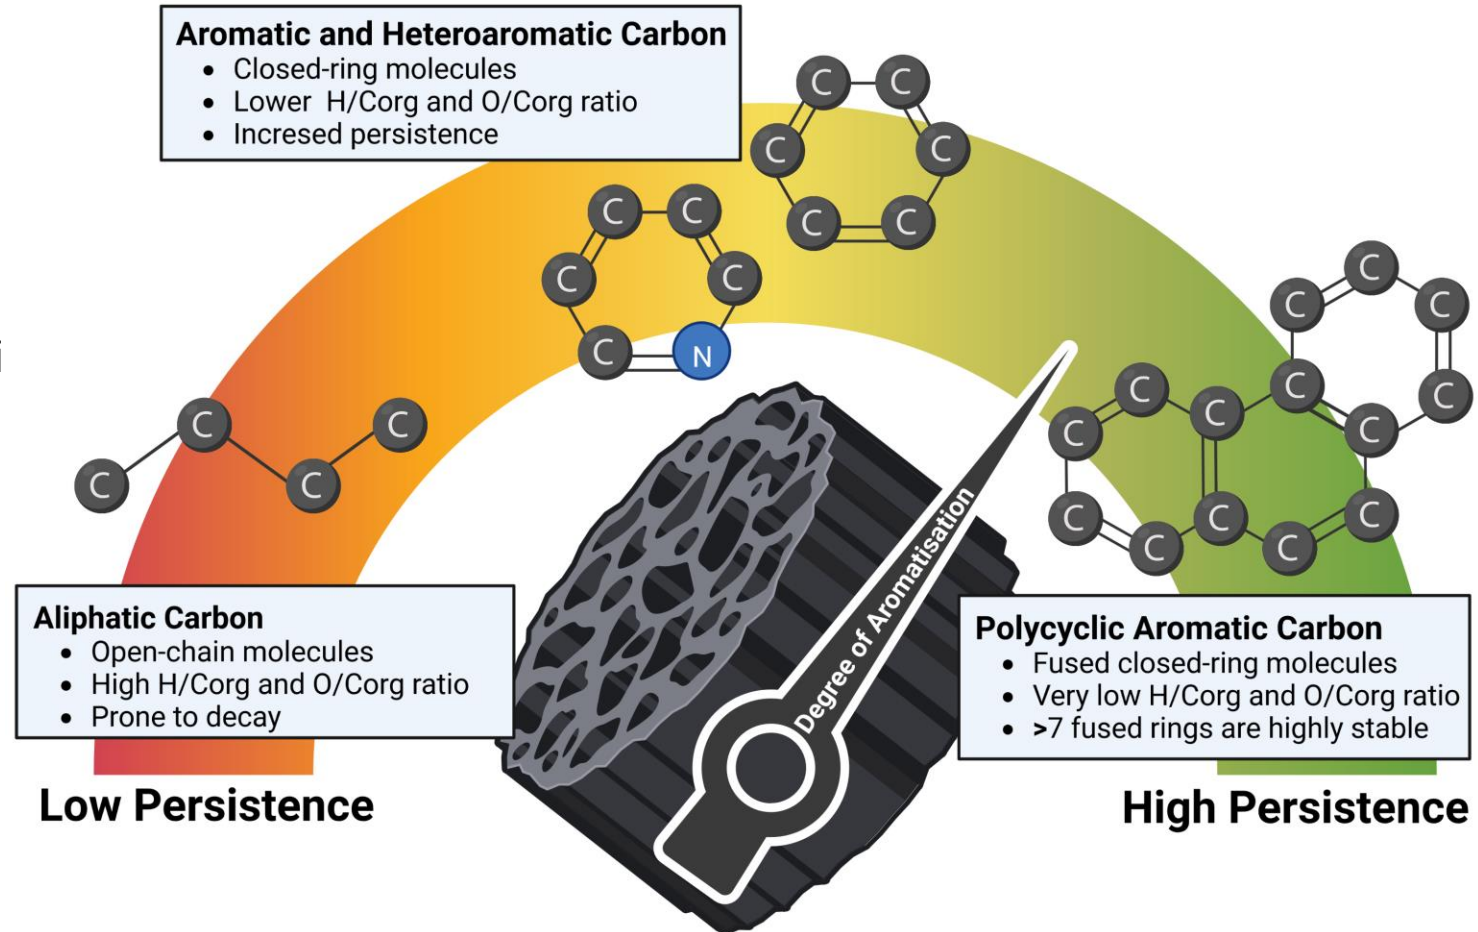 Aromatic and Heteroaromatic Carbon
• Closed-ring molecules
• Lower H/Corg and O/Corg ratio
• Incresed persistence
C C
C C
C C
C C
C C
C N
C
C C
C C
C C
C C
C C
C C
C C
C C
i
Degree of Aromatisation
Aliphatic Carbon
• Open-chain molecules
• High H/Corg and O/Corg ratio
• Prone to decay
Polycyclic Aromatic Carbon
• Fused closed-ring molecules
• Very low H/Corg and O/Corg ratio
• >7 fused rings are highly stable
Low Persistence
High Persistence